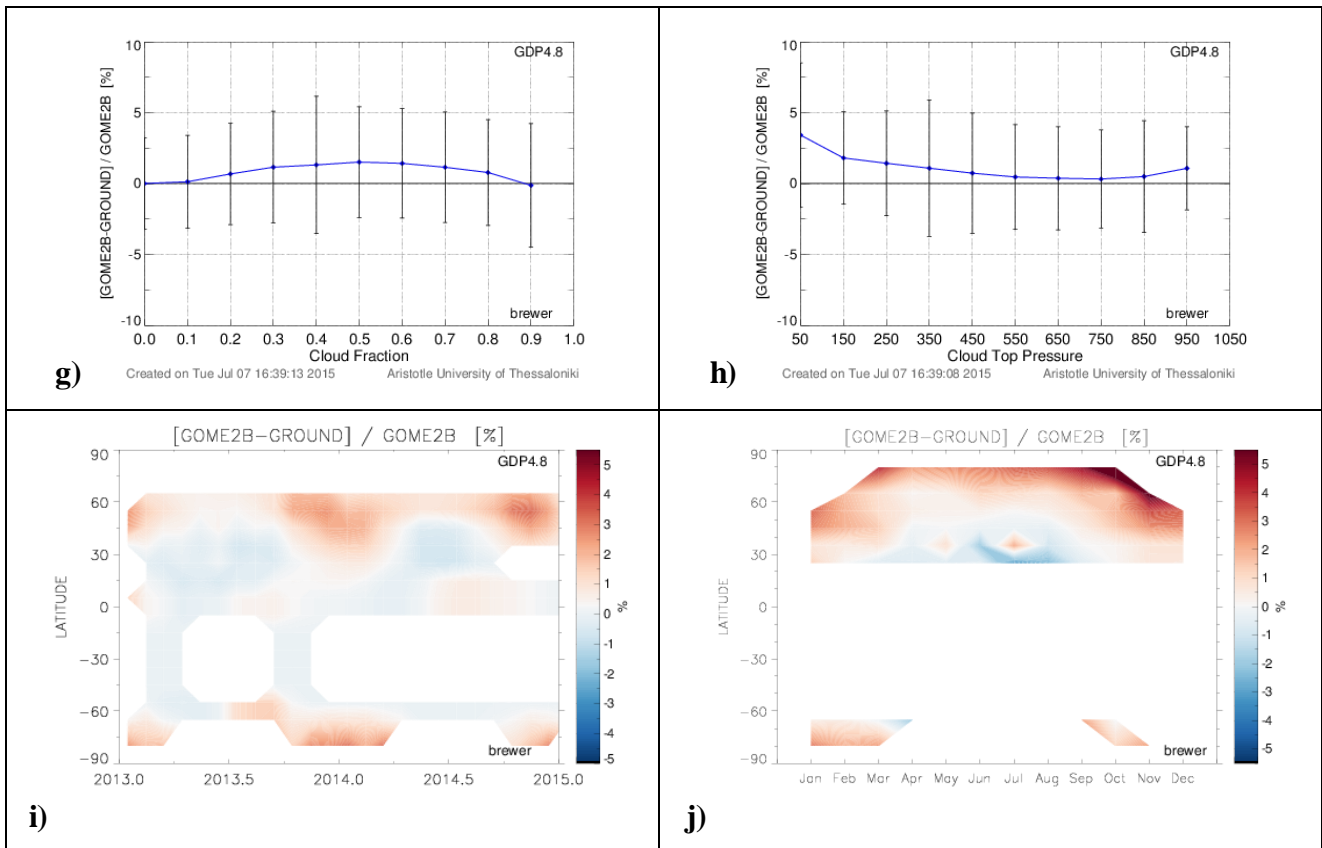 GDP4.8
[GOME2B-GROUND] / GOME2B [%]
10
5
0
-5
-10
brewer
0.0 0.1 0.2 0.3 0.4 0.5 0.6 0.7 0.8 0.9 1.0
Cloud Fraction
g)
Created on Tue Jul 07 16:39:13 2015 Aristotle University of Thessaloniki
GDP4.8
[GOME2B-GROUND] / GOME2B [%]
10
5
0
-5
-10
brewer
50 150 250 350 450 550 650 750 850 950 1050
Cloud Top Pressure
h)
Created on Tue Jul 07 16:39:08 2015 Aristotle University of Thessaloniki
[GOME2B-GROUND] / GOME2B [%]
GDP4.8
LATITUDE
90
60
30
0
-30
-60
-90
brewer
2013.0 2013.5 2014.0 2014.5 2015.0
5
4
3
2
1
0
-1
-2
-3
-4
-5
%
i)
[GOME2B-GROUND] / GOME2B [%]
GDP4.8
LATITUDE
90
60
30
0
-30
-60
-90
brewer
Jan Feb Mar Apr May Jun Jul Aug Sep Oct Nov Dec
5
4
3
2
1
0
-1
-2
-3
-4
-5
%
j)